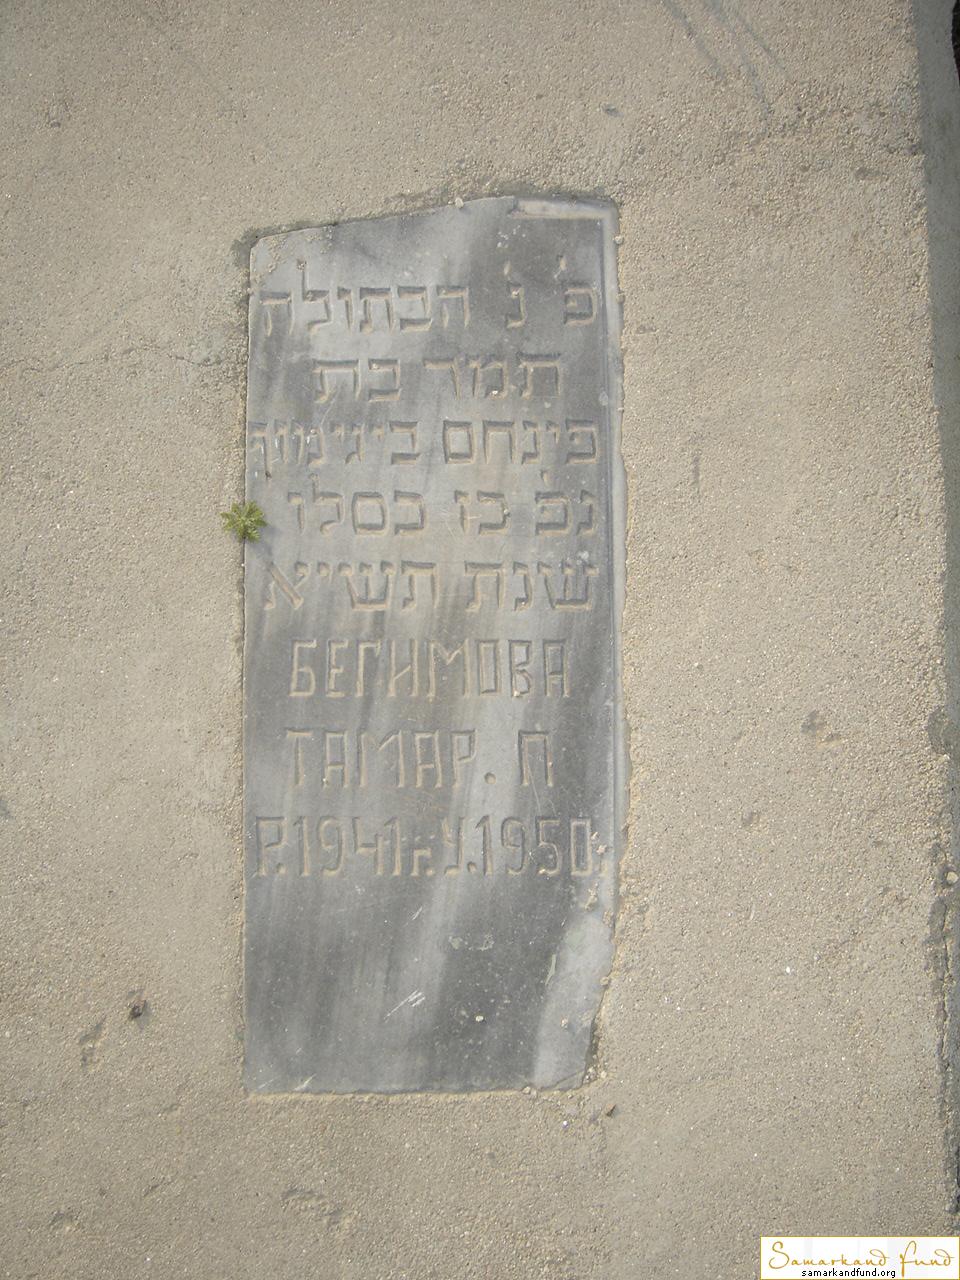 פ' נ' הבתולה
תמר בת
פינחס ביגימוף
נפ' כו כסלו
שנת תשי"א
БЕГИМОВА
ТАМАР. П
Р.1941г.У.1950г.
Samarkand fund
samarkandfund.org